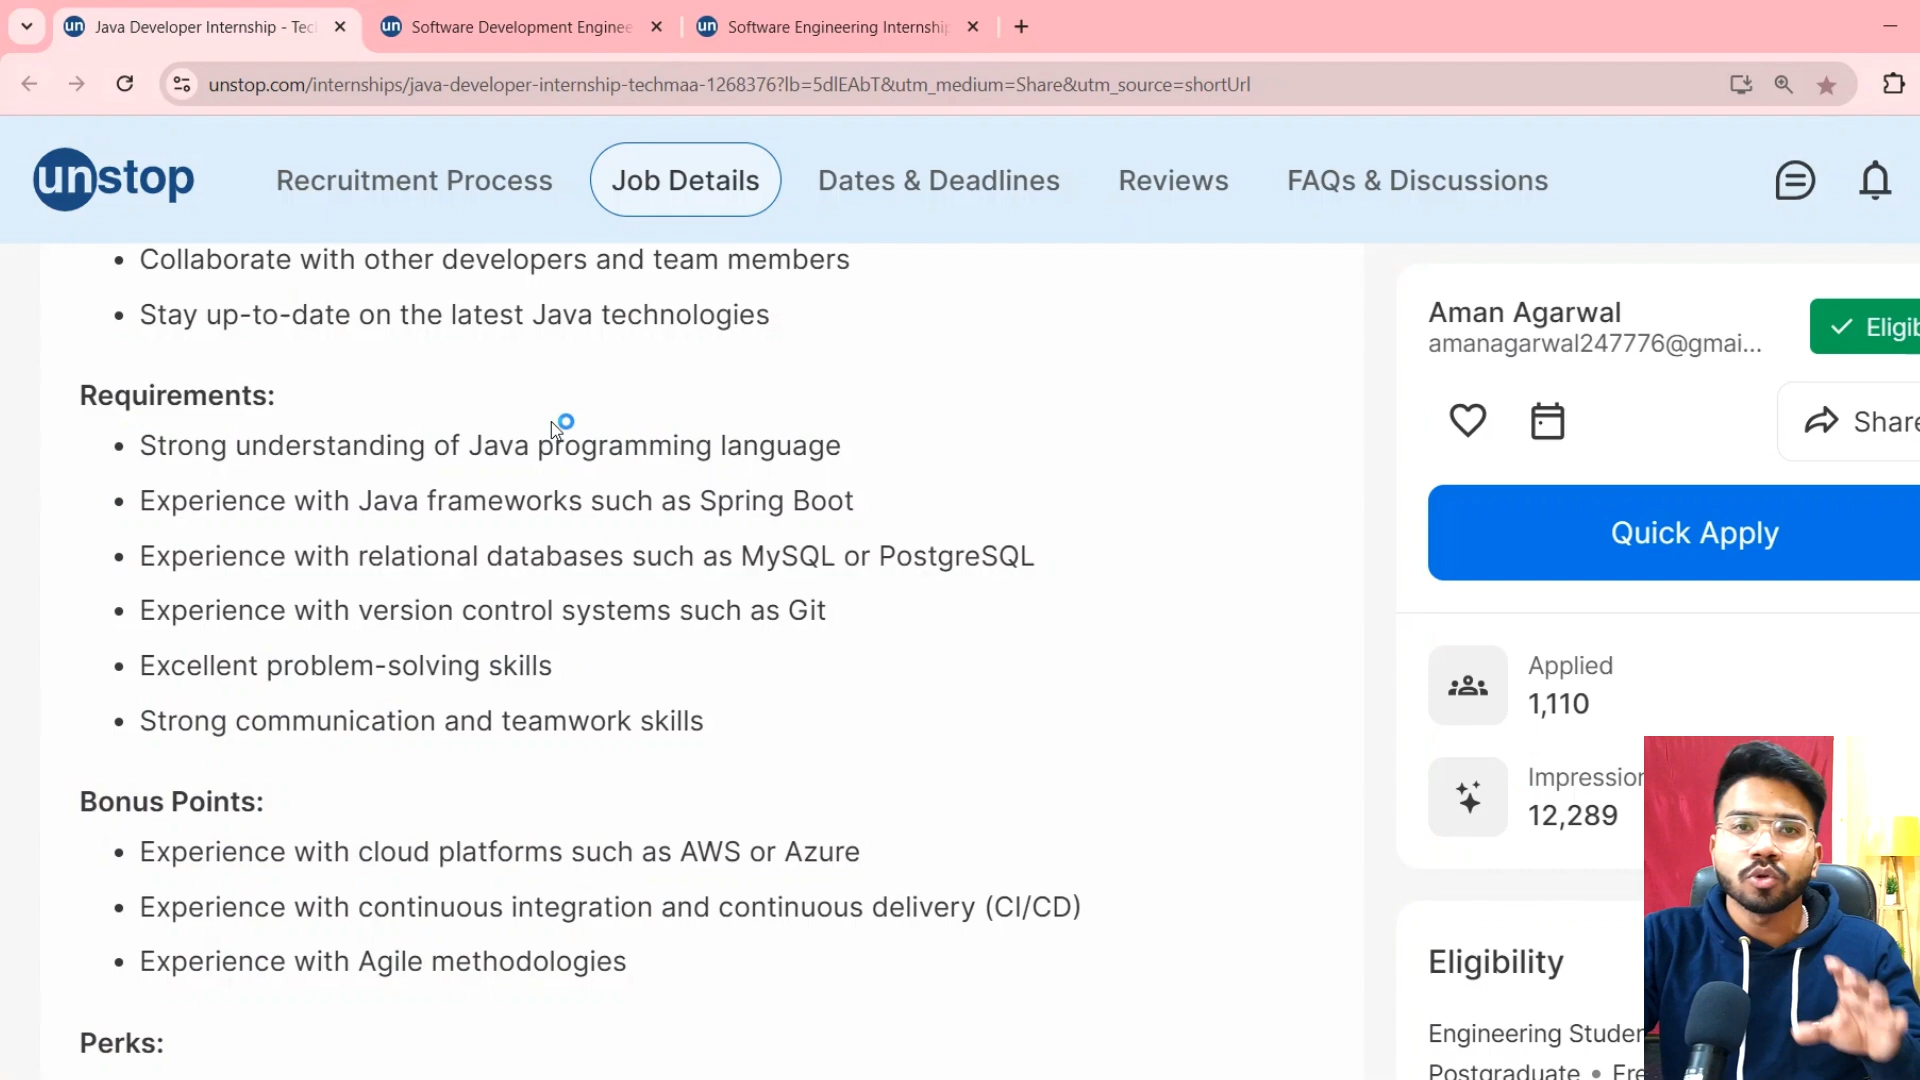 un Java Developer Internship - Tec
un Software Development Enginee
un Software Engineering Internship
unstop.com/internships/java-developer-internship-techmaa-1268376?lb=5dlEAbT&utm_medium=Share&utm_source=shortUrl
unstop
Recruitment Process
Job Details
Dates & Deadlines
Reviews
FAQs & Discussions
• Collaborate with other developers and team members
• Stay up-to-date on the latest Java technologies
Requirements:
• Strong understanding of Java programming language
• Experience with Java frameworks such as Spring Boot
• Experience with relational databases such as MySQL or PostgreSQL
• Experience with version control systems such as Git
• Excellent problem-solving skills
• Strong communication and teamwork skills
Bonus Points:
• Experience with cloud platforms such as AWS or Azure
• Experience with continuous integration and continuous delivery (CI/CD)
• Experience with Agile methodologies
Perks:
Aman Agarwal
amanagarwal247776@gmai...
Eligib
Share
Quick Apply
Applied
1,110
Impression
12,289
Eligibility
Engineering Studen
Postgraduate • Fre